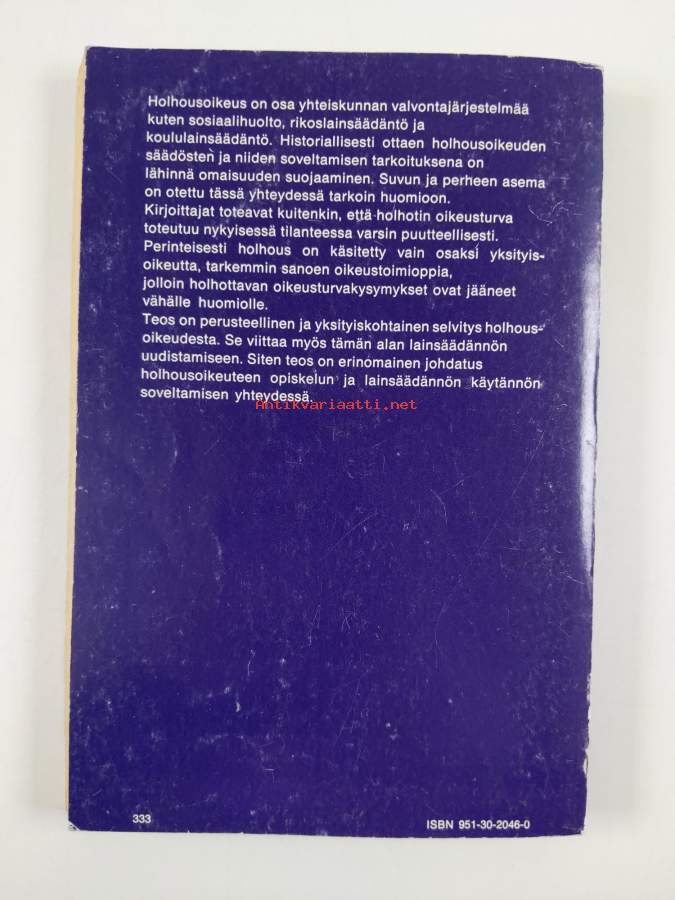 Holhousoikeus on osa yhteiskunnan valvontajärjestelmää
kuten sosiaalihuolto, rikoslainsäädäntö ja
koululainsäädäntö. Historiallisesti ottaen holhousoikeuden
säädösten ja niiden soveltamisen tarkoituksena on
lähinnä omaisuuden suojaaminen. Suvun ja perheen asema
on otettu tässä yhteydessä tarkoin huomioon.
Kirjoittajat toteavat kuitenkin, että holhotin oikeusturva
toteutuu nykyisessä tilanteessa varsin puutteellisesti.
Perinteisesti holhous on käsitetty vain osaksi yksityis-
oikeutta, tarkemmin sanoen oikeustoimioppia,
jolloin holhottavan oikeusturvakysymykset ovat jääneet
vähälle huomiolle.
Teos on perusteellinen ja yksityiskohtainen selvitys holhous-
oikeudesta. Se viittaa myös tämän alan lainsäädännön
uudistamiseen. Siten teos on erinomainen johdatus
holhousoikeuteen opiskelun ja lainsäädännön käytännön
soveltamisen yhteydessä.
Antikvariaatti.net
333
ISBN 951-30-2046-0